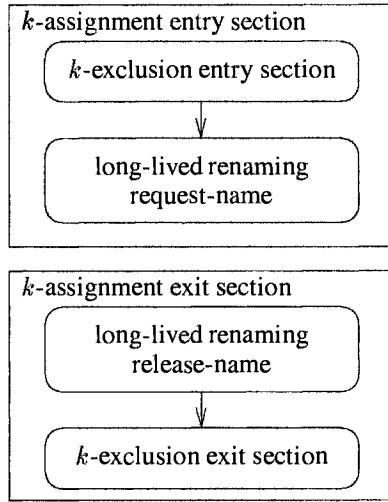 k-assignment entry section
k-exclusion entry section
long-lived renaming
request-name
k-assignment exit section
long-lived renaming
release-name
k-exclusion exit section